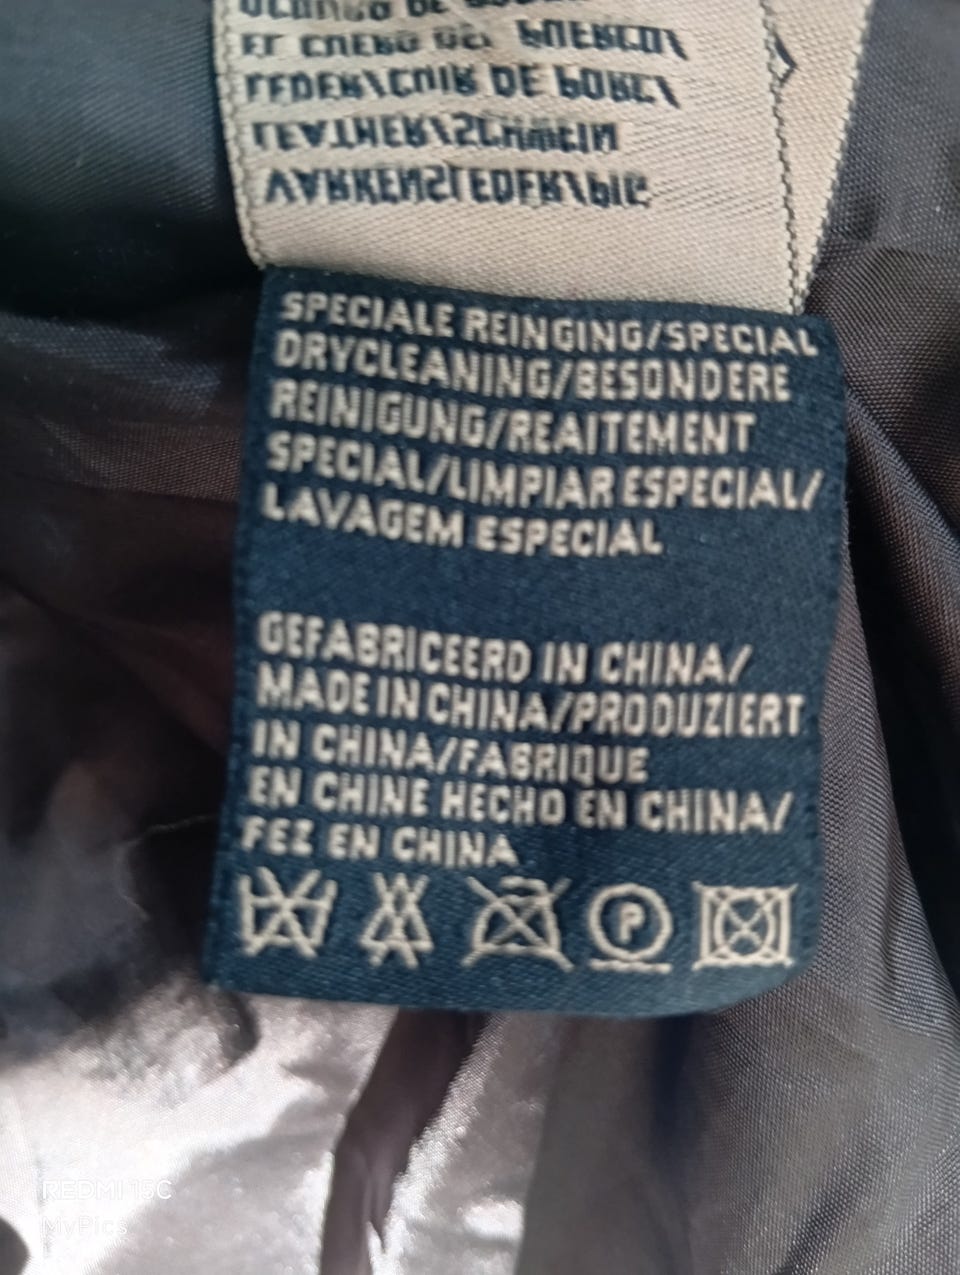 VARKENSLEDER/PIG
LEATHER/SCHWEIN
LEDER/CUIR DE PORC/
EL CUERO DEL PUERCO/
SPECIALE REINGING/SPECIAL
DRYCLEANING/BESONDERE
REINIGUNG/REAITEMENT
SPECIAL/LIMPIAR ESPECIAL/
LAVAGEM ESPECIAL
GEFABRICEERD IN CHINA/
MADE IN CHINA/PRODUZIERT
IN CHINA/FABRIQUE
EN CHINE HECHO EN CHINA/
FEZ EN CHINA
P
REDMI 15C
MyPics